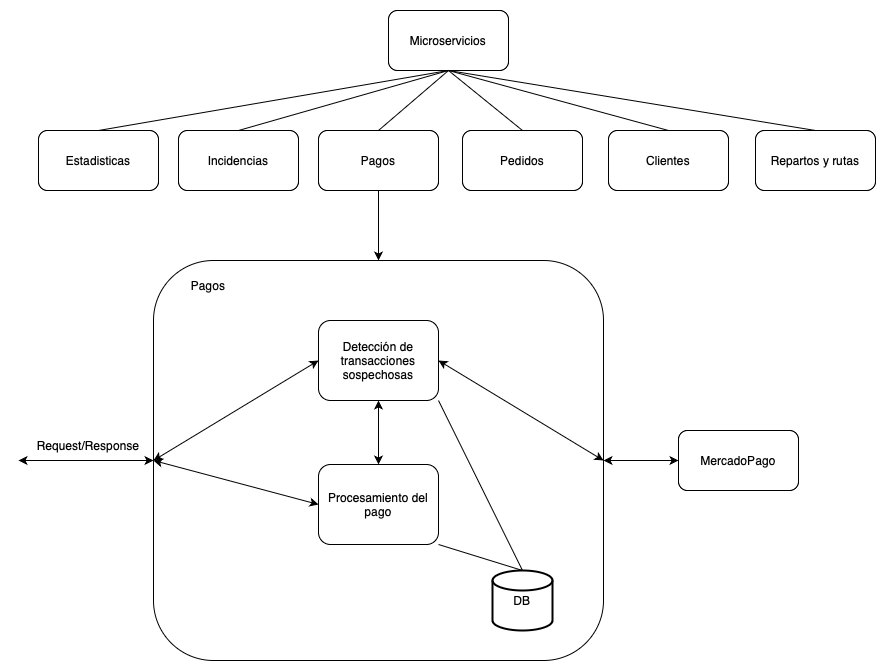 Microservicios
Estadisticas
Incidencias
Pagos
Pedidos
Clientes
Repartos y rutas
Pagos
Detección de
transacciones
sospechosas
Request/Response
MercadoPago
Procesamiento del
pago
DB